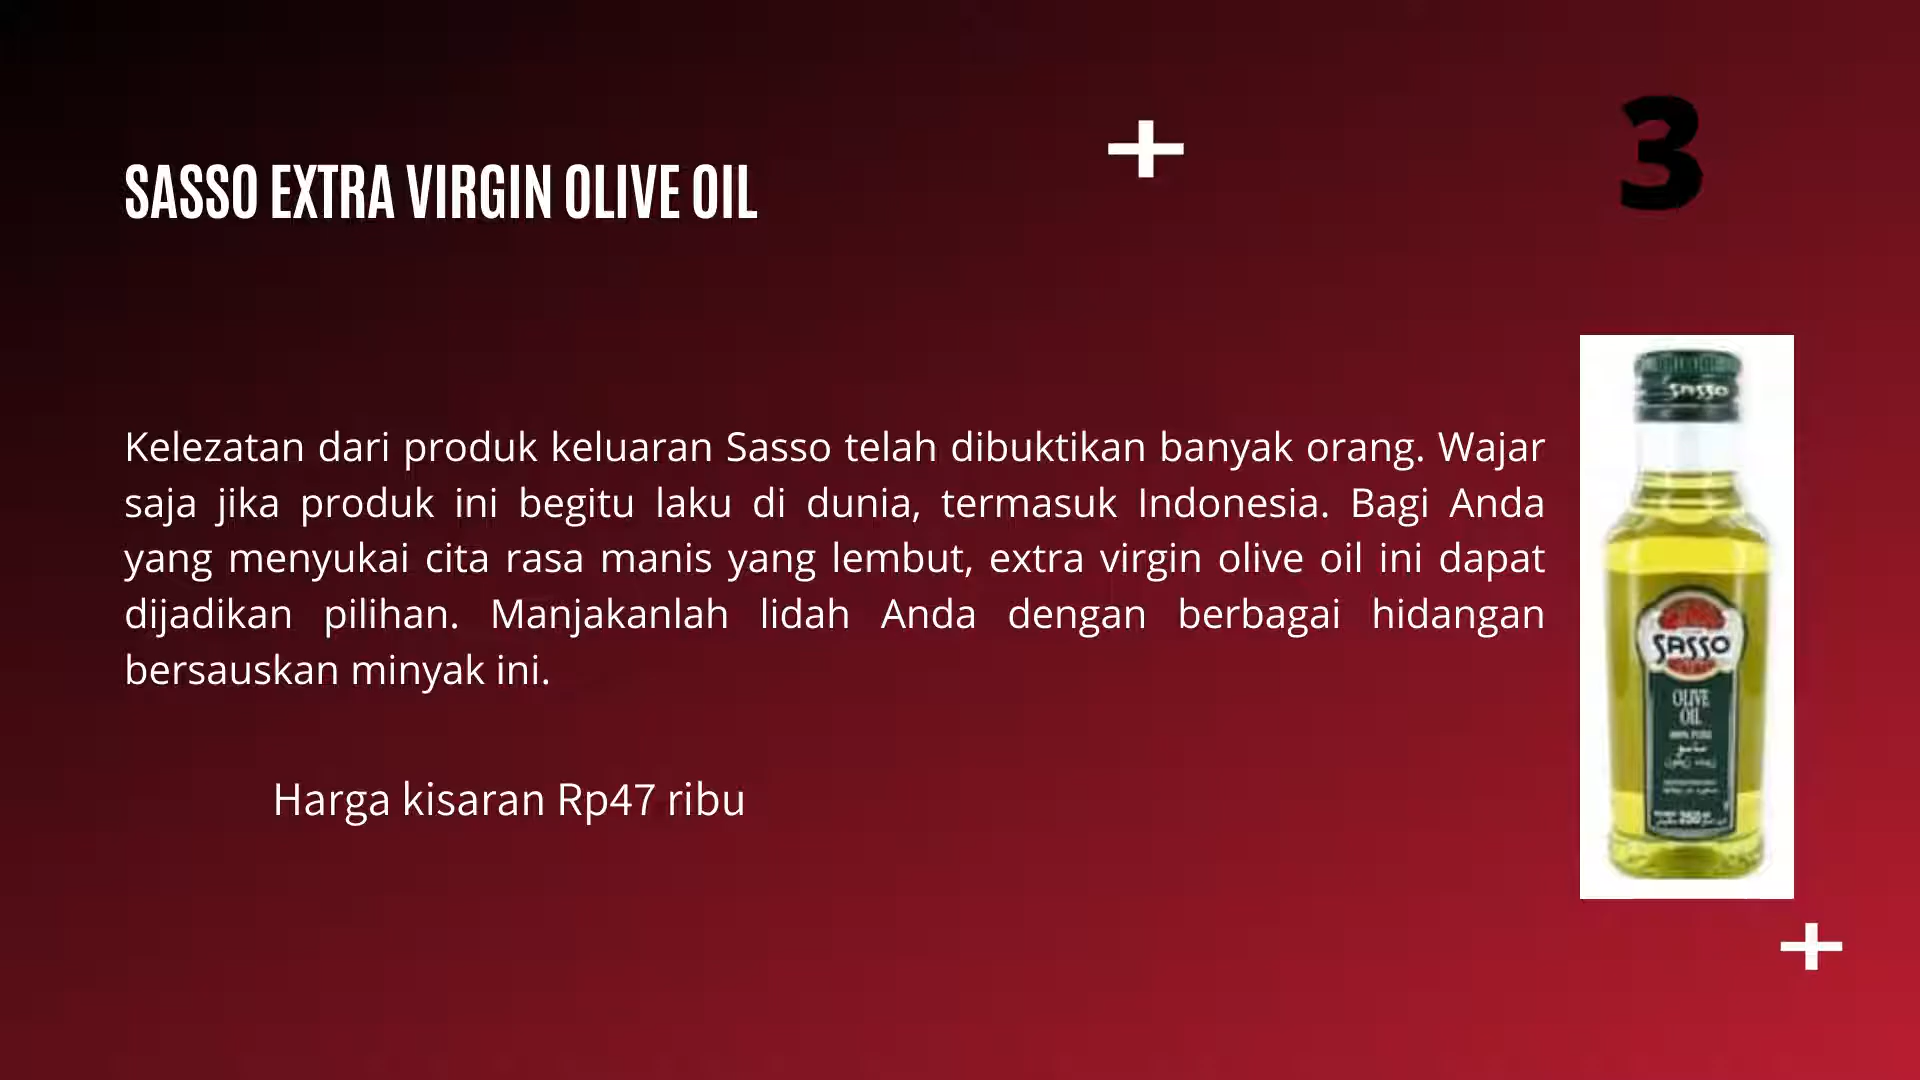 3
SASSO EXTRA VIRGIN OLIVE OIL
Kelezatan dari produk keluaran Sasso telah dibuktikan banyak orang. Wajar
saja jika produk ini begitu laku di dunia, termasuk Indonesia. Bagi Anda
yang menyukai cita rasa manis yang lembut, extra virgin olive oil ini dapat
dijadikan pilihan. Manjakanlah lidah Anda dengan berbagai hidangan
bersauskan minyak ini.
Harga kisaran Rp47 ribu
SASSO
SASSO
OLIVE
OIL